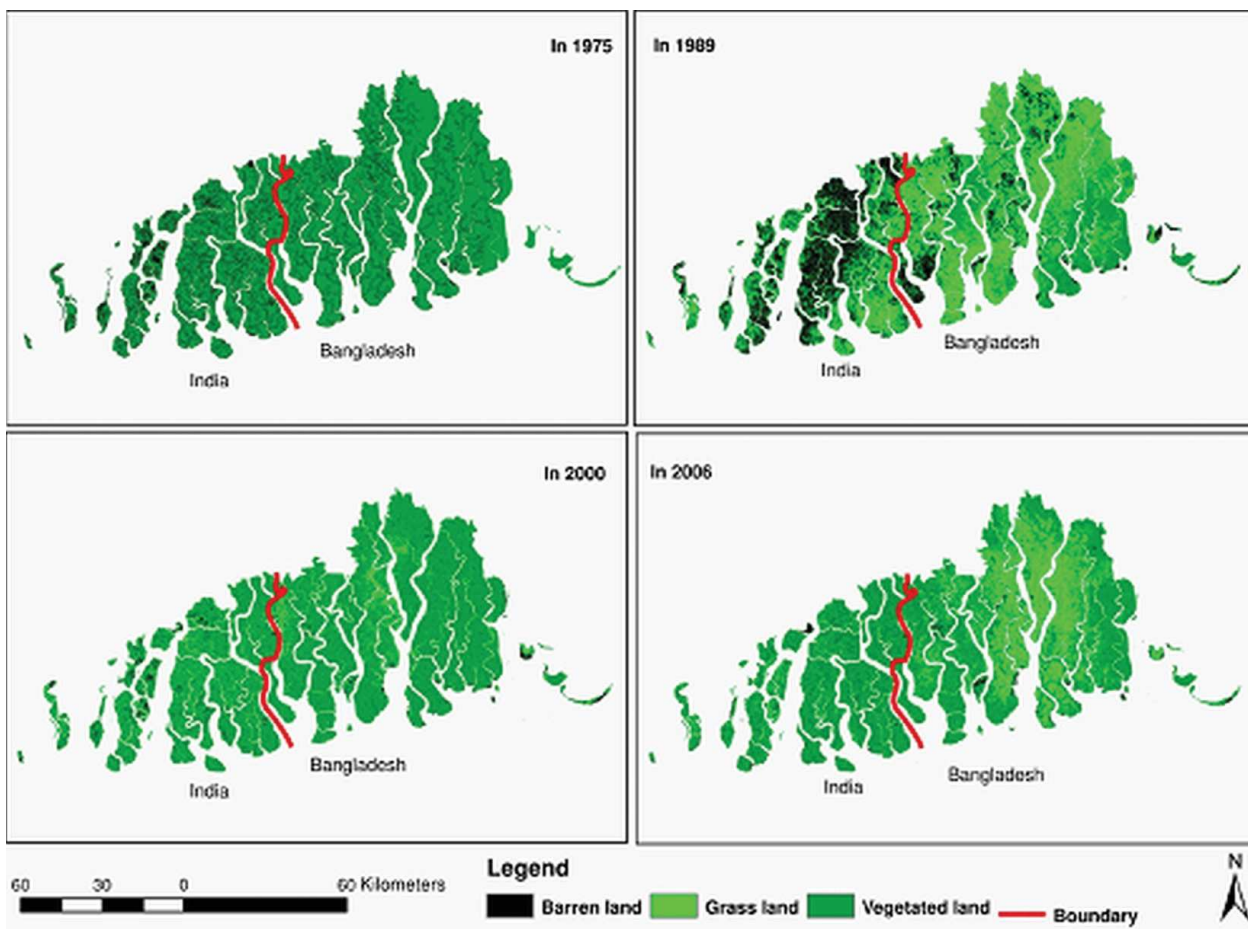 In 1975
In 1989
Bangladesh
India
Bangladesh
India
In 2000
In 2006
Bangladesh
India
Bangladesh
India
Legend
N
60 30 0 60 Kilometers
Barren land Grass land Vegetated land Boundary